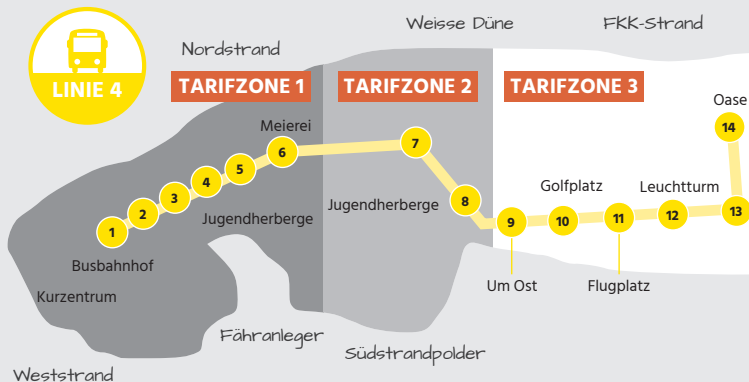 Weisse Düne
FKK-Strand
Nordstrand
LINIE 4
TARIFZONE 1
TARIFZONE 2
TARIFZONE 3
Oase
Meierei
14
7
6
5
4
3
2
1
Golfplatz
Leuchtturm
Jugendherberge
Jugendherberge
8
9
10
11
12
13
Busbahnhof
Kurzentrum
Um Ost
Flugplatz
Fähranleger
Südstrandpolder
Weststrand